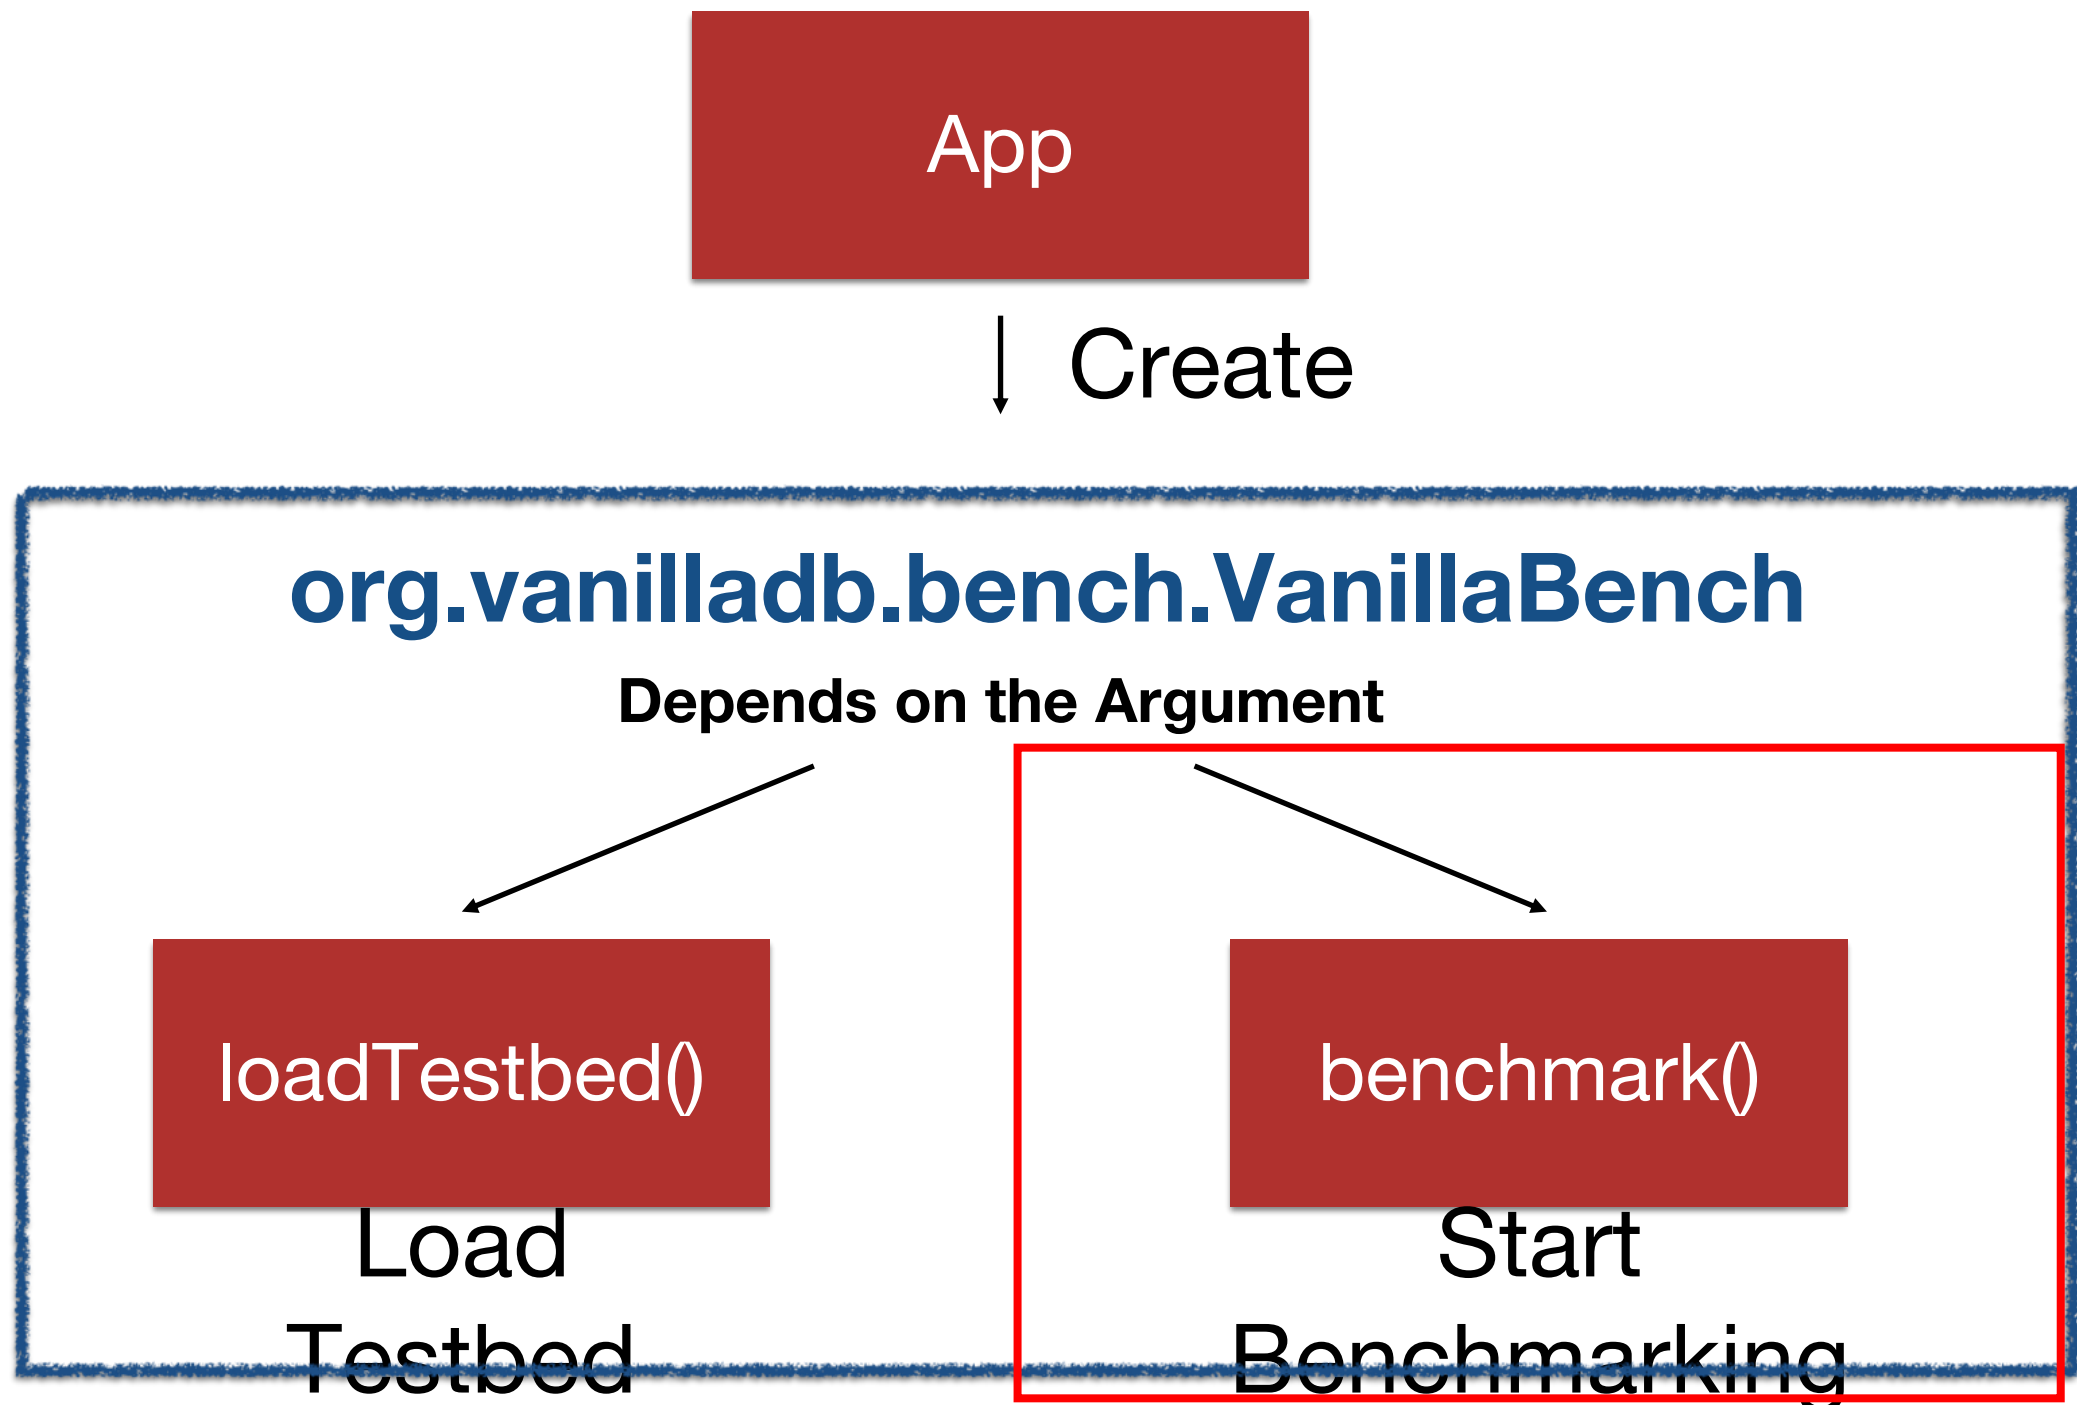 App
Create
org.vanilladb.bench.VanillaBench
Depends on the Argument
loadTestbed()
benchmark()
Load
Testbed
Start
Benchmarking